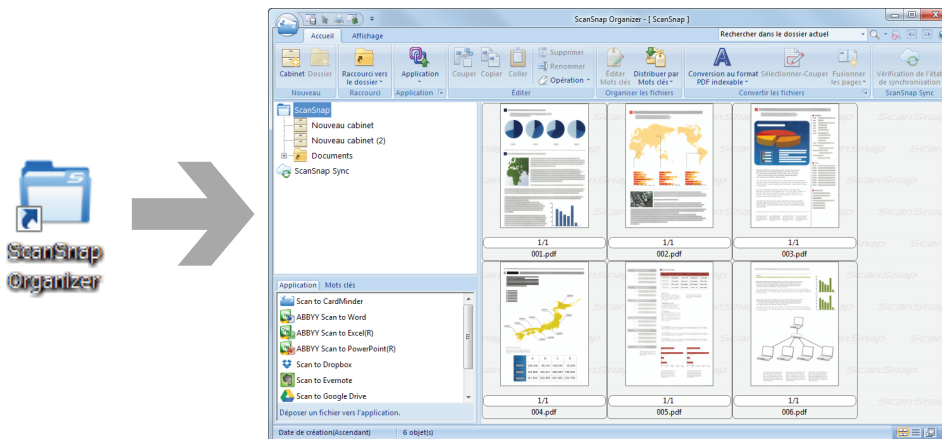 ScanSnap
Organizer
ScanSnap Organizer - [ ScanSnap ]
Accueil Affichage
Rechercher dans le dossier actuel
Cabinet Dossier
Nouveau
Raccourci vers
le dossier
Raccourci
Application
Application
Couper Copier Coller
Supprimer
Renommer
Opération
Éditer
Éditer
Mots clés
Distribuer par
Mots clés
Organiser les fichiers
Conversion au format
PDF indexable
Sélectionner-Couper
Fusionner
les pages
Convertir les fichiers
Vérification de l'état
de synchronisation
ScanSnap Sync
ScanSnap
Nouveau cabinet
Nouveau cabinet (2)
Documents
ScanSnap Sync
1/1 1/1 1/1
001.pdf 002.pdf 003.pdf
1/1 1/1 1/1
004.pdf 005.pdf 006.pdf
Application Mots clés
Scan to CardMinder
ABBYY Scan to Word
ABBYY Scan to Excel(R)
ABBYY Scan to PowerPoint(R)
Scan to Dropbox
Scan to Evernote
Scan to Google Drive
Déposer un fichier vers l'application.
Date de création(Ascendant) 6 objet(s)